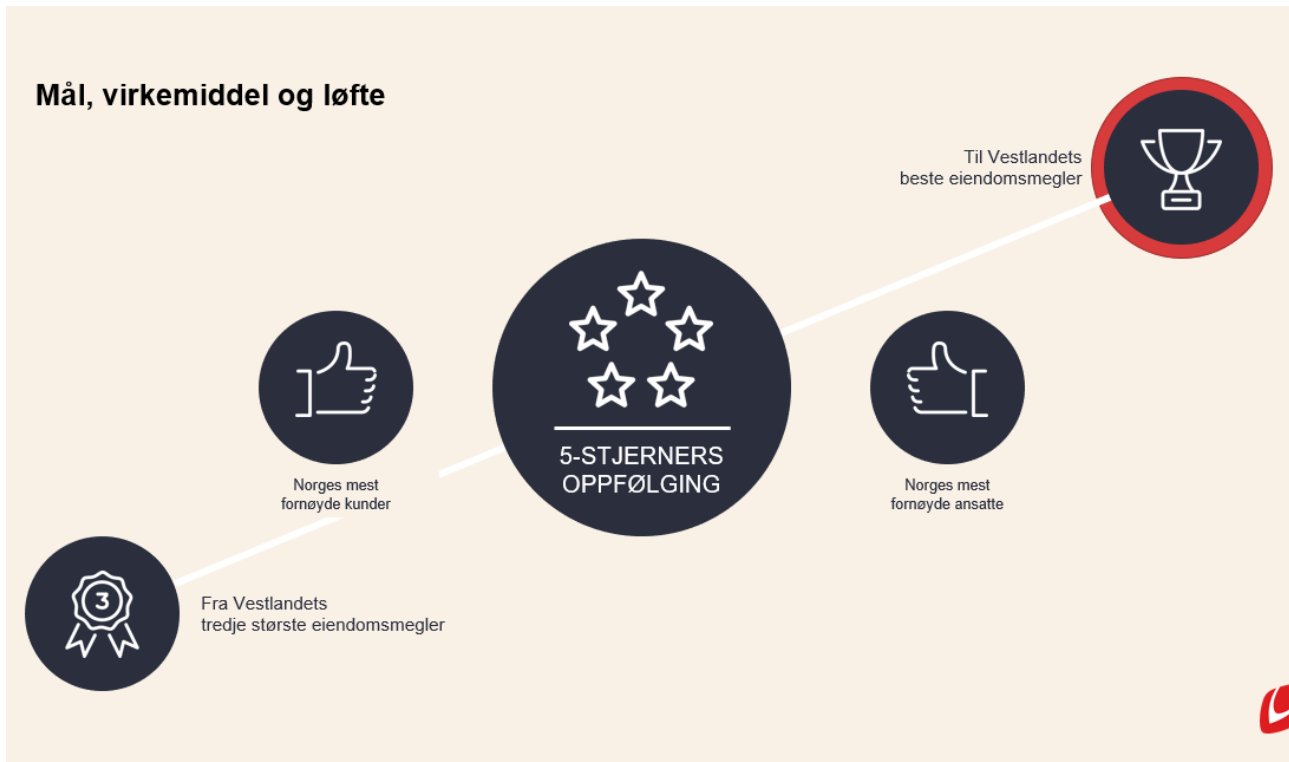 Mål, virkemiddel og løfte
Til Vestlandets
beste eiendomsmegler
5-STJERNERS
OPPFØLGING
Norges mest
fornøyde kunder
Norges mest
fornøyde ansatte
3
Fra Vestlandets
tredje største eiendomsmegler